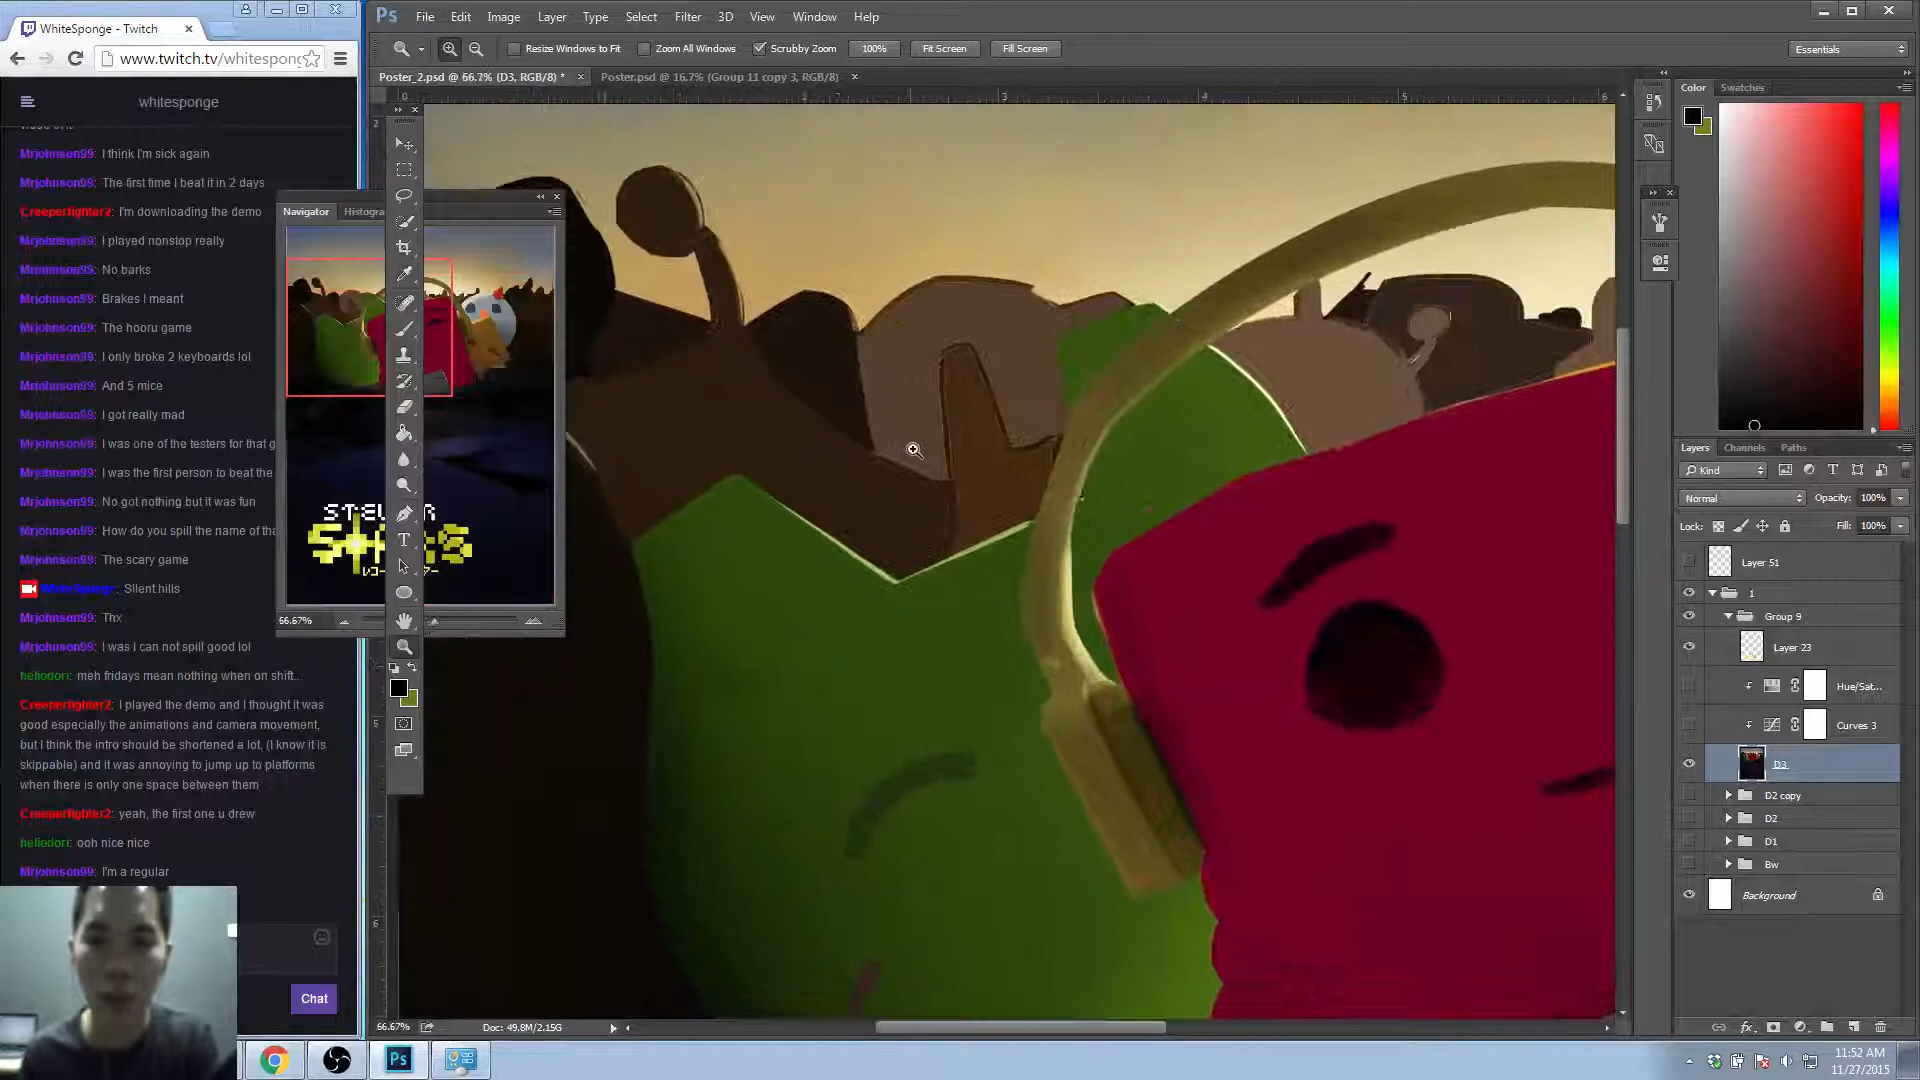 WhiteSponge - Twitch
www.twitch.tv/whitespong
whitesponge
Mrjohnson99: I think I'm sick again
Mrjohnson99: The first time I beat it in 2 days
Creeperfighter2: I'm downloading the demo
Mrjohnson99: I played nonstop really
Mrjohnson99: No barks
Mrjohnson99: Brakes I meant
Mrjohnson99: The hooru game
Mrjohnson99: I only broke 2 keyboards lol
Mrjohnson99: And 5 mice
Mrjohnson99: I got really mad
Mrjohnson99: I was one of the testers for that g
Mrjohnson99: I was the first person to beat the
Mrjohnson99: No got nothing but it was fun
Mrjohnson99: How do you spill the name of tha
Mrjohnson99: The scary game
WhiteSponge: Silent hills
Mrjohnson99: Thx
Mrjohnson99: I was I can not spill good lol
heliodori: meh fridays mean nothing when on shift..
Creeperfighter2: I played the demo and I thought it was
good especially the animations and camera movement,
but I think the intro should be shortened a lot, (I know it is
skippable) and it was annoying to jump up to platforms
when there is only one space between them
Creeperfighter2: yeah, the first one u drew
heliodori: ooh nice nice
Mrjohnson99: I'm a regular
Chat
Ps File Edit Image Layer Type Select Filter 3D View Window Help
Resize Windows to Fit Zoom All Windows Scrubby Zoom 100% Fit Screen Fill Screen Essentials
Poster_2.psd @ 66.7% (D3, RGB/8) * Poster.psd @ 16.7% (Group 11 copy 3, RGB/8)
Navigator Histogra
66.67%
Color Swatches
Layers Channels Paths
Kind
Normal Opacity: 100%
Lock: Fill: 100%
Layer 51
1
Group 9
Layer 23
Hue/Sat...
Curves 3
D3
D2 copy
D2
D1
Bw
Background
66.67% Doc: 49.8M/2.15G
Ps
11:52 AM
11/27/2015